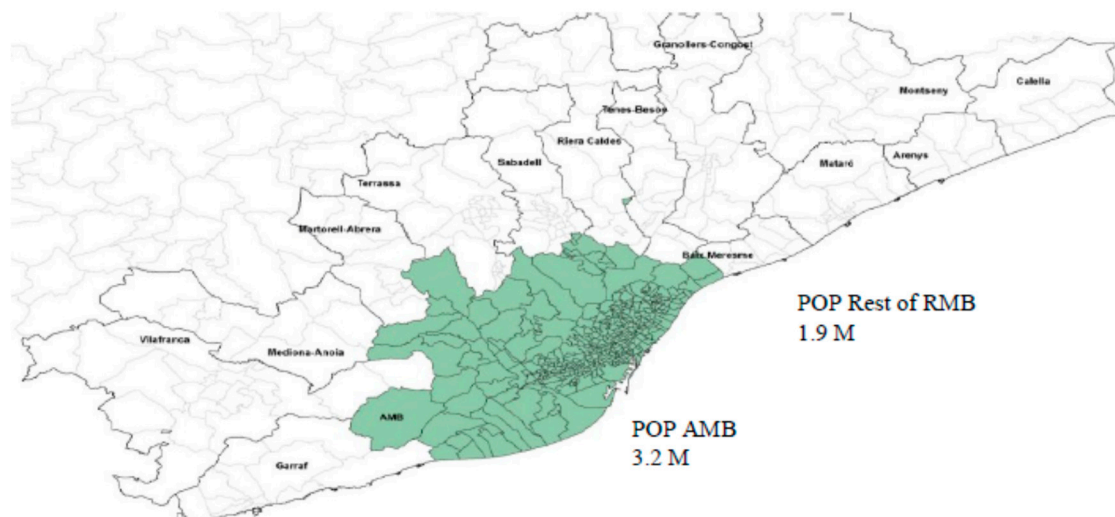 Granollers-Congost
Montseny
Calella
Tenes-Besos
Riera Caldes
Sabadell
Mataró
Arenys
Terrassa
Martorell-Abrera
Baix Maresme
Vilafranca
Mediona-Anoia
AMB
Garraf
POP Rest of RMB
1.9 M
POP AMB
3.2 M